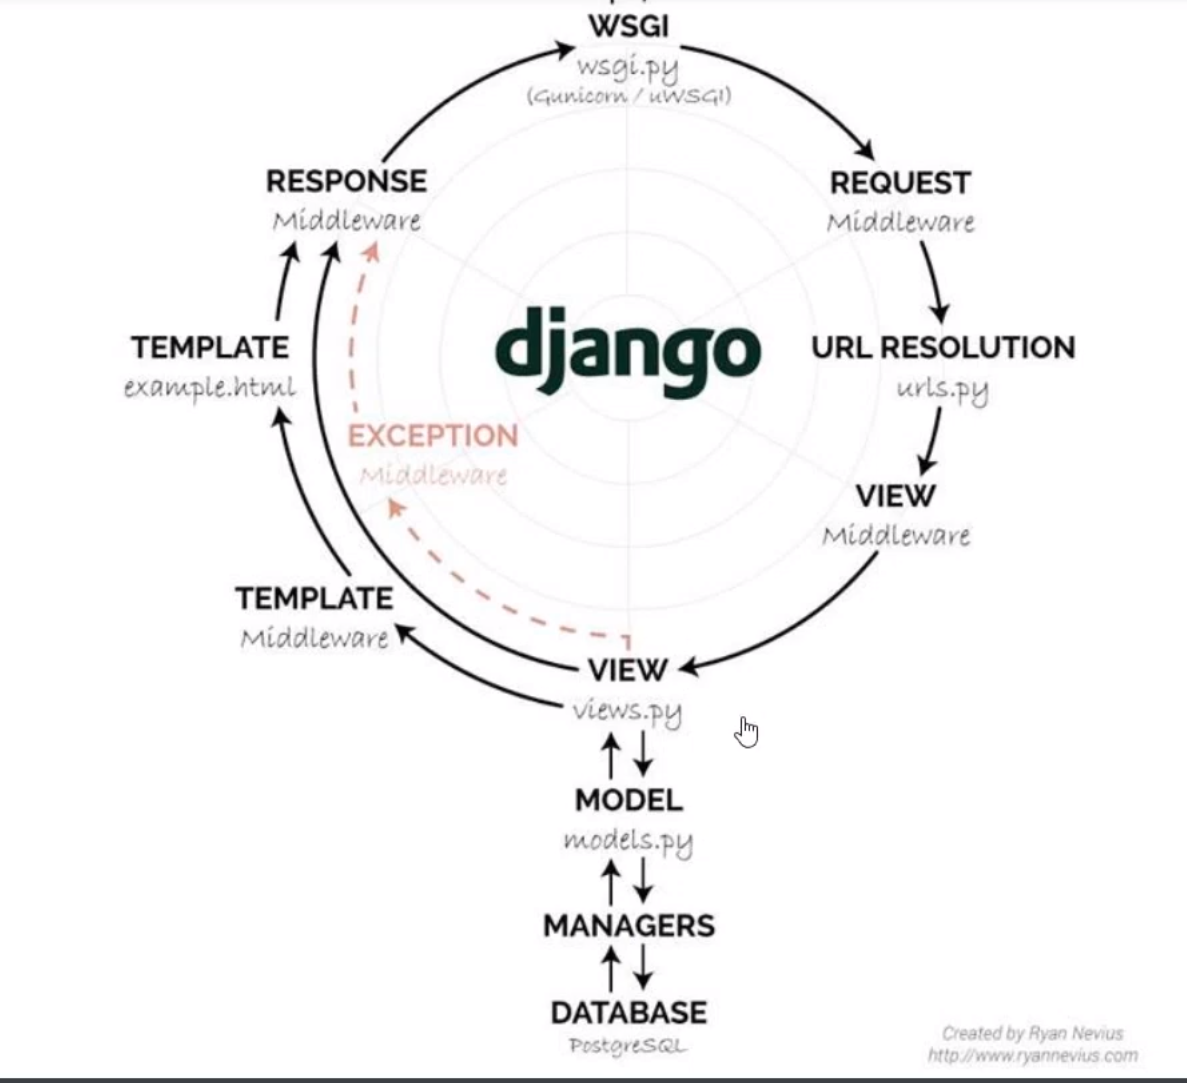 WSGI
wsgi.py
(Gunicorn / uWSGI)
REQUEST
Middleware
URL RESOLUTION
urls.py
VIEW
Middleware
VIEW
views.py
MODEL
models.py
MANAGERS
DATABASE
PostgreSQL
TEMPLATE
Middleware
TEMPLATE
example.html
EXCEPTION
Middleware
RESPONSE
Middleware
django
Created by Ryan Nevius
http://www.ryannevius.com